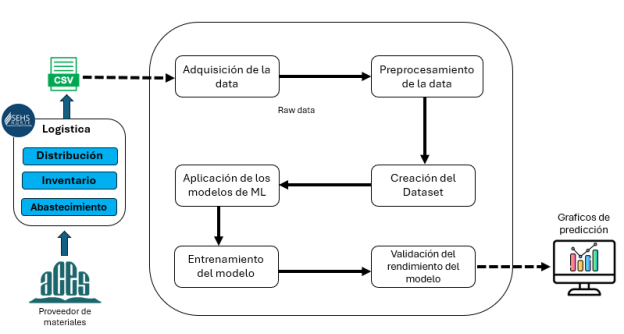 CSV
SEHS
Logistica
Distribución
Inventario
Abastecimiento
aces
Proveedor de
materiales
Adquisición de la
data
Raw data
Preprocesamiento
de la data
Aplicación de los
modelos de ML
Creación del
Dataset
Entrenamiento
del modelo
Validación del
rendimiento del
modelo
Graficos de
predicción